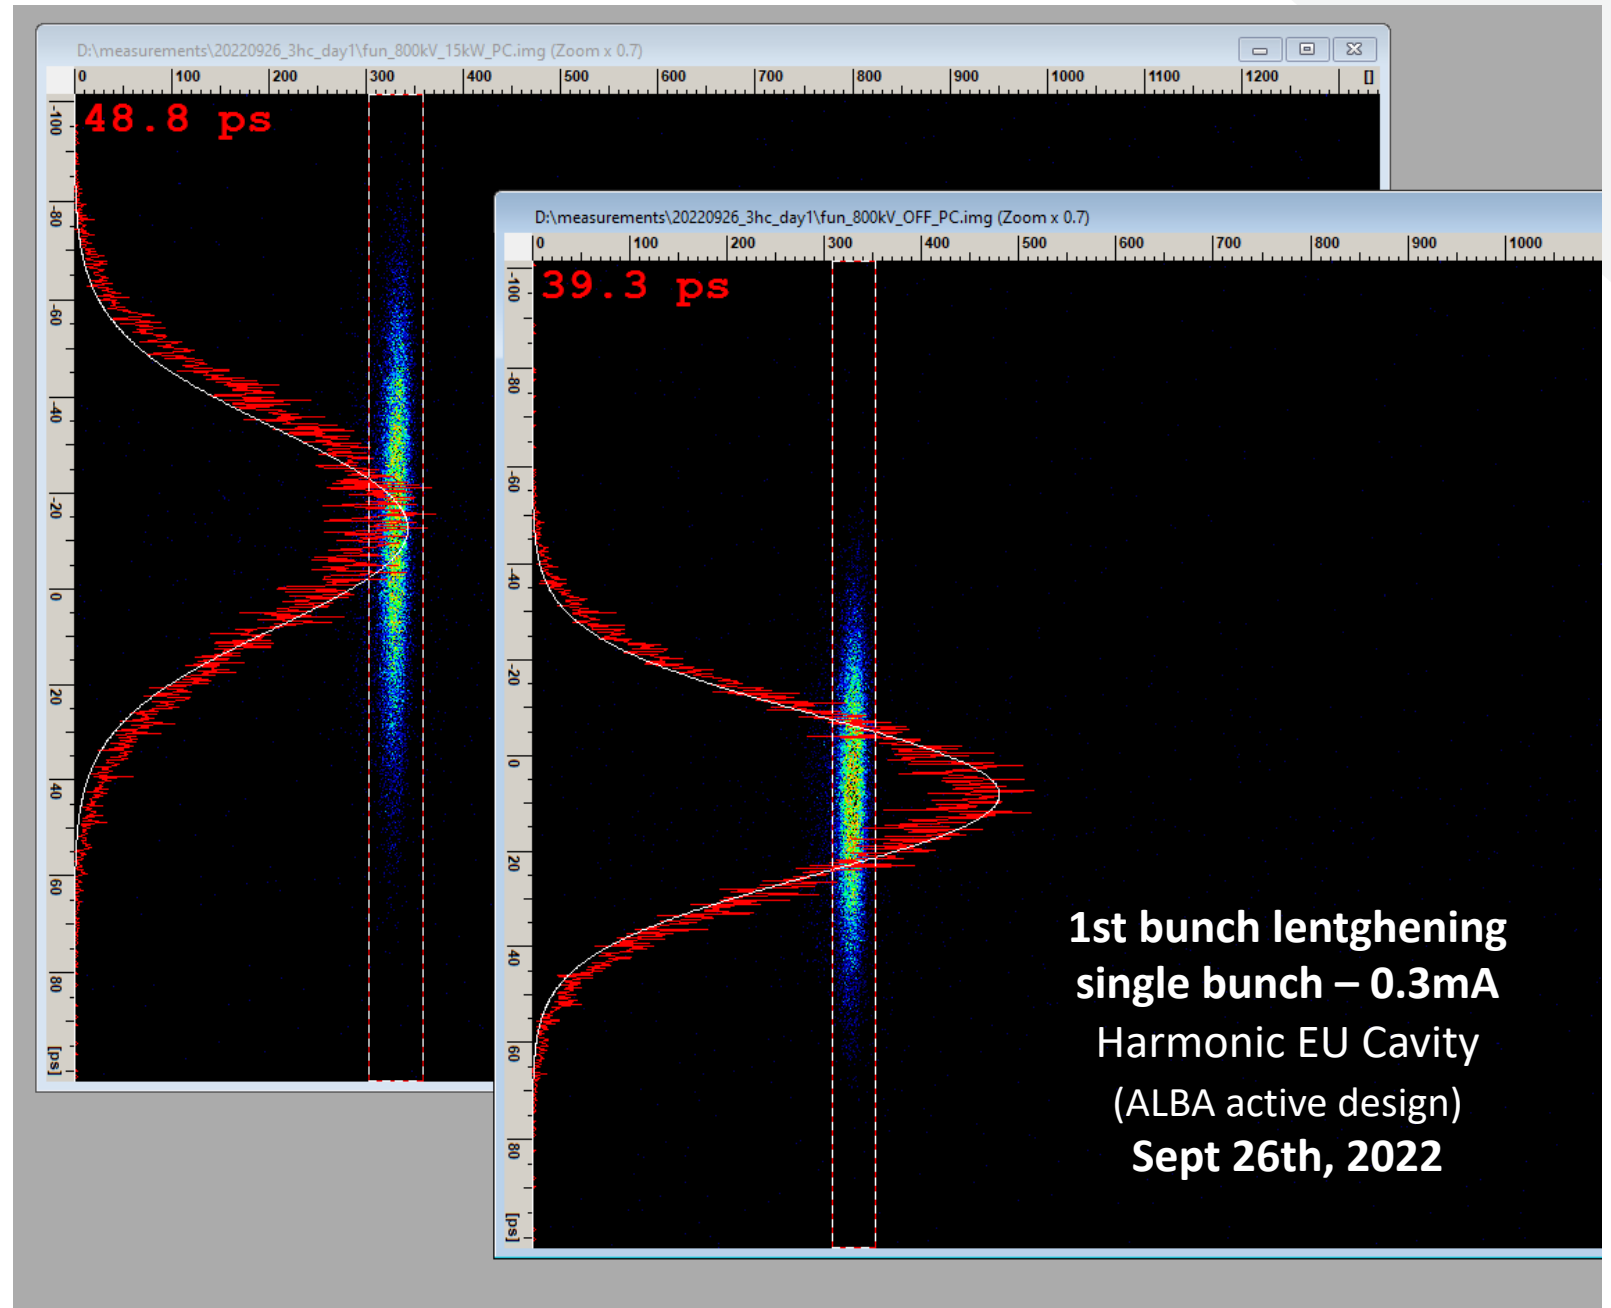 D:\measurements\20220926_3hc_day1\fun_800kV_15kW_PC.img (Zoom x 0.7)
0 100 200 300 400 500 600 700 800 900 1000 1100 1200 []
48.8 ps
-100
-80
-60
-40
-20
0
20
40
60
80
[ps]
D:\measurements\20220926_3hc_day1\fun_800kV_OFF_PC.img (Zoom x 0.7)
0 100 200 300 400 500 600 700 800 900 1000
39.3 ps
-100
-80
-60
-40
-20
0
20
40
60
80
[ps]
1st bunch lentghening
single bunch – 0.3mA
Harmonic EU Cavity
(ALBA active design)
Sept 26th, 2022